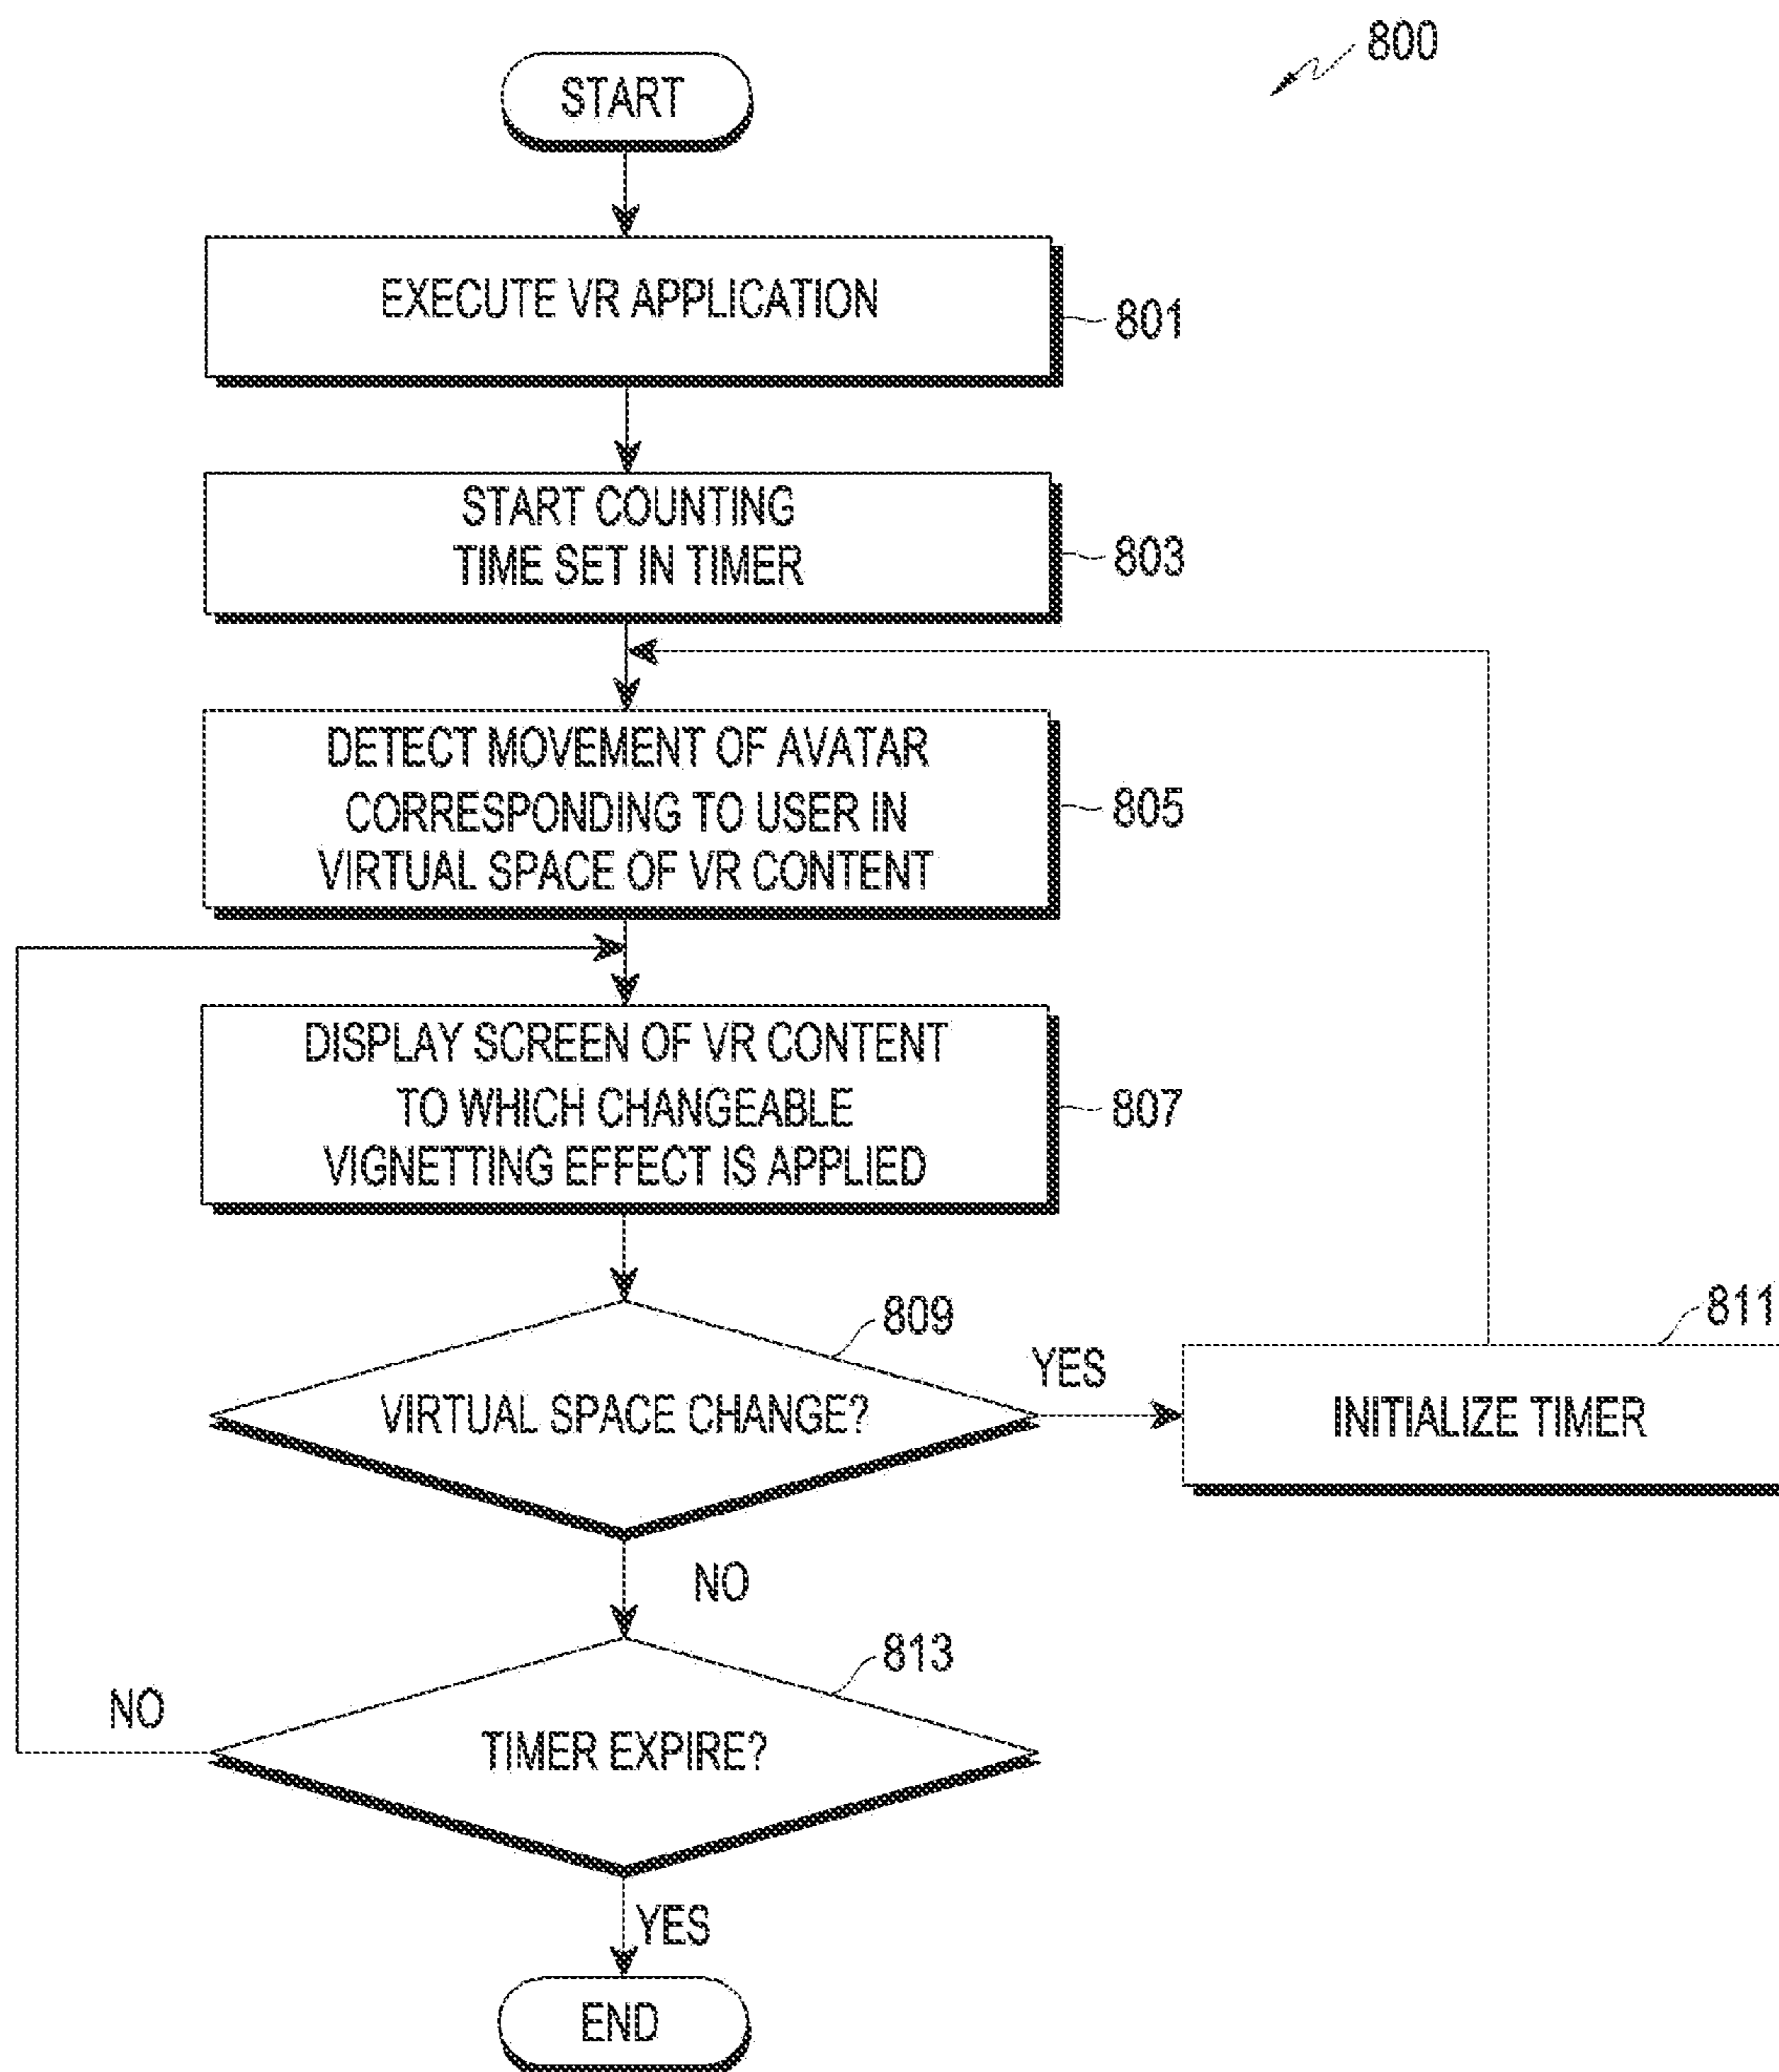 800
START
EXECUTE VR APPLICATION
801
START COUNTING
TIME SET IN TIMER
803
DETECT MOVEMENT OF AVATAR
CORRESPONDING TO USER IN
VIRTUAL SPACE OF VR CONTENT
805
DISPLAY SCREEN OF VR CONTENT
TO WHICH CHANGEABLE
VIGNETTING EFFECT IS APPLIED
807
809
VIRTUAL SPACE CHANGE?
YES
811
INITIALIZE TIMER
NO
813
TIMER EXPIRE?
NO
YES
END